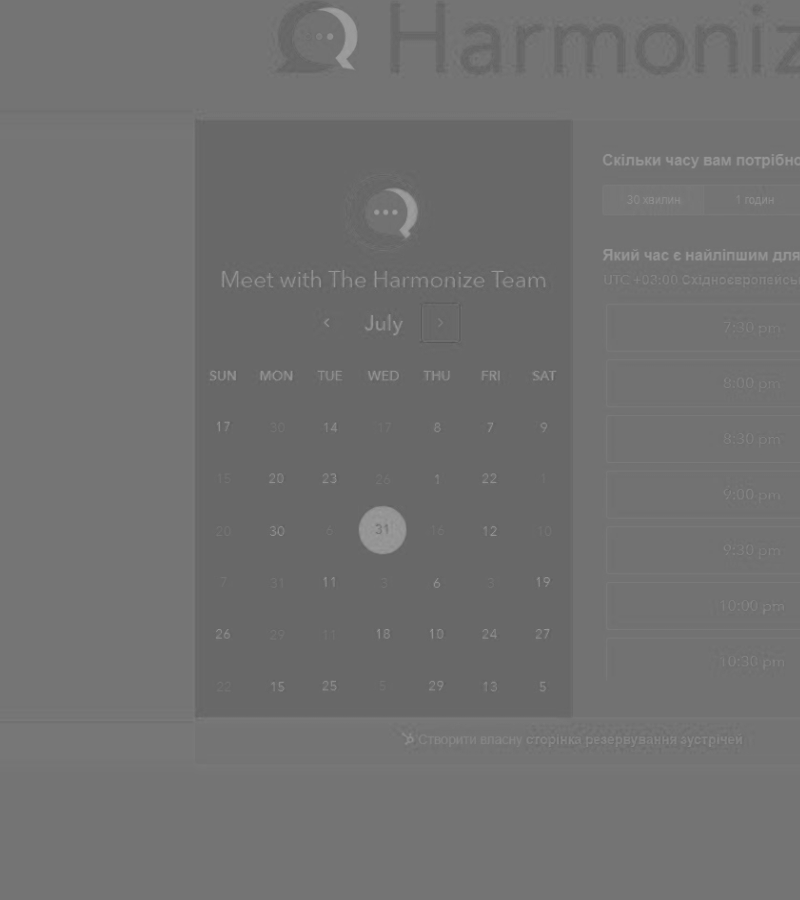 Harmoniz
Meet with The Harmonize Team
July
SUN MON TUE WED THU FRI SAT
17 30 14 17 8 7 9
15 20 23 26 1 22 1
20 30 6 31 16 12 10
7 31 11 3 6 3 19
26 29 11 18 10 24 27
22 15 25 5 29 13 5
Скільки часу вам потрібно
30 хвилин 1 годин
Який час є найліпшим для
UTC +03:00 Східноєвропейськ
7:30 pm
8:00 pm
8:30 pm
9:00 pm
9:30 pm
10:00 pm
10:30 pm
Створити власну сторінка резервування зустрічей